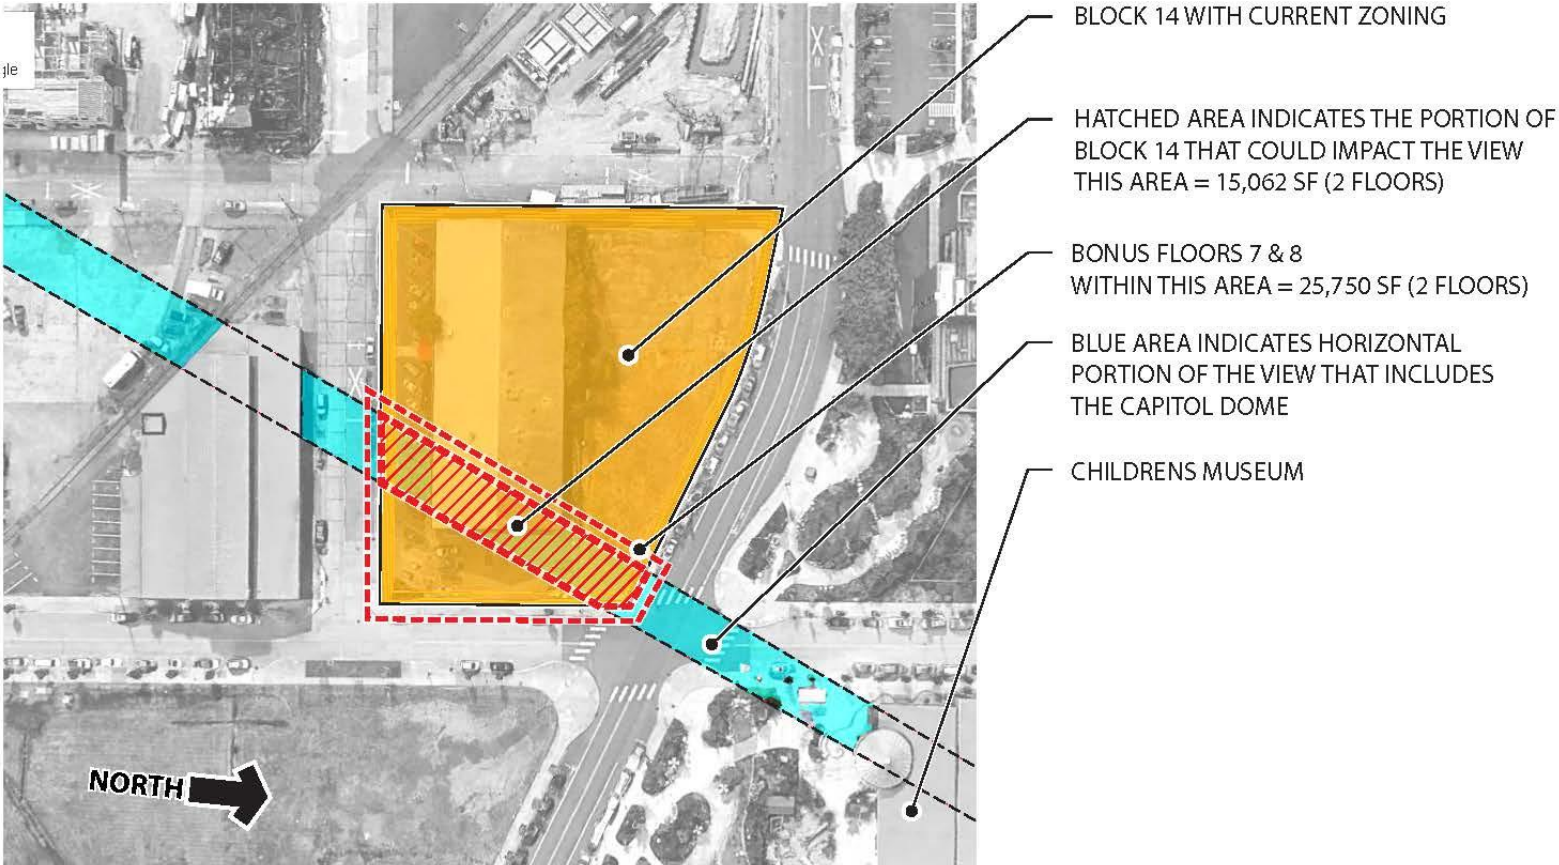 BLOCK 14 WITH CURRENT ZONING
HATCHED AREA INDICATES THE PORTION OF
BLOCK 14 THAT COULD IMPACT THE VIEW
THIS AREA = 15,062 SF (2 FLOORS)
BONUS FLOORS 7 & 8
WITHIN THIS AREA = 25,750 SF (2 FLOORS)
BLUE AREA INDICATES HORIZONTAL
PORTION OF THE VIEW THAT INCLUDES
THE CAPITOL DOME
CHILDRENS MUSEUM
NORTH